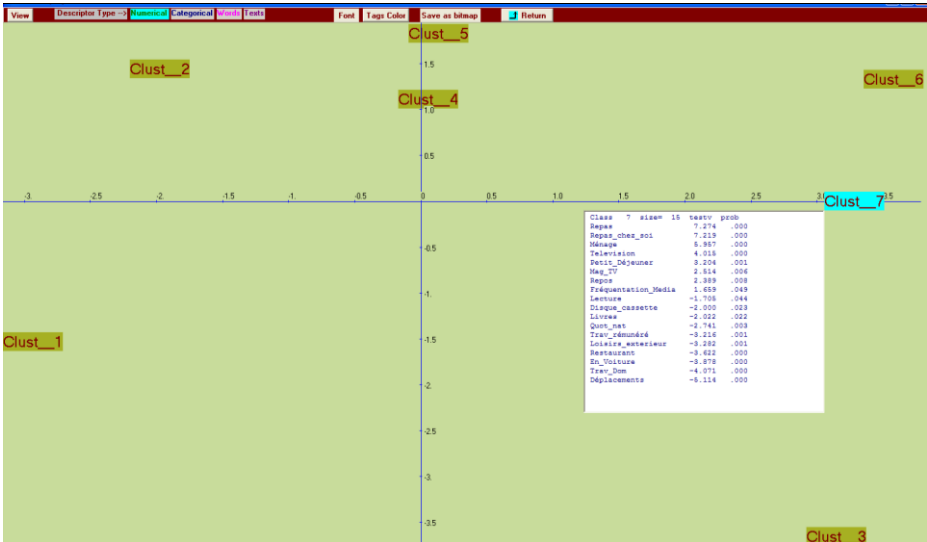 View Descriptor Type --> Numerical Categorical Words Texts Font Tags Color Save as bitmap Return
Clust__5
Clust__2
1.5
Clust__6
Clust__4
1.0
0.5
-3. -2.5 -2. -1.5 -1. -0.5 0 0.5 1.0 1.5 2.0 2.5 3.0 3.5
Clust__7
Class 7 size= 15 testv prob
Repas 7.274 .000
Repas_chez_soi 7.219 .000
Ménage 5.957 .000
Television 4.015 .000
Petit_Déjeuner 3.204 .001
Mag_TV 2.514 .006
Repos 2.389 .008
Fréquentation_Media 1.659 .049
Lecture -1.705 .044
Disque_cassette -2.000 .023
Livres -2.022 .022
Quot_nat -2.741 .003
Trav_rémunéré -3.216 .001
Loisirs_exterieur -3.282 .001
Restaurant -3.622 .000
En_Voiture -3.878 .000
Trav_Dom -4.071 .000
Déplacements -5.114 .000
-0.5
-1.
Clust__1
-1.5
-2.
-2.5
-3.
-3.5
Clust__3